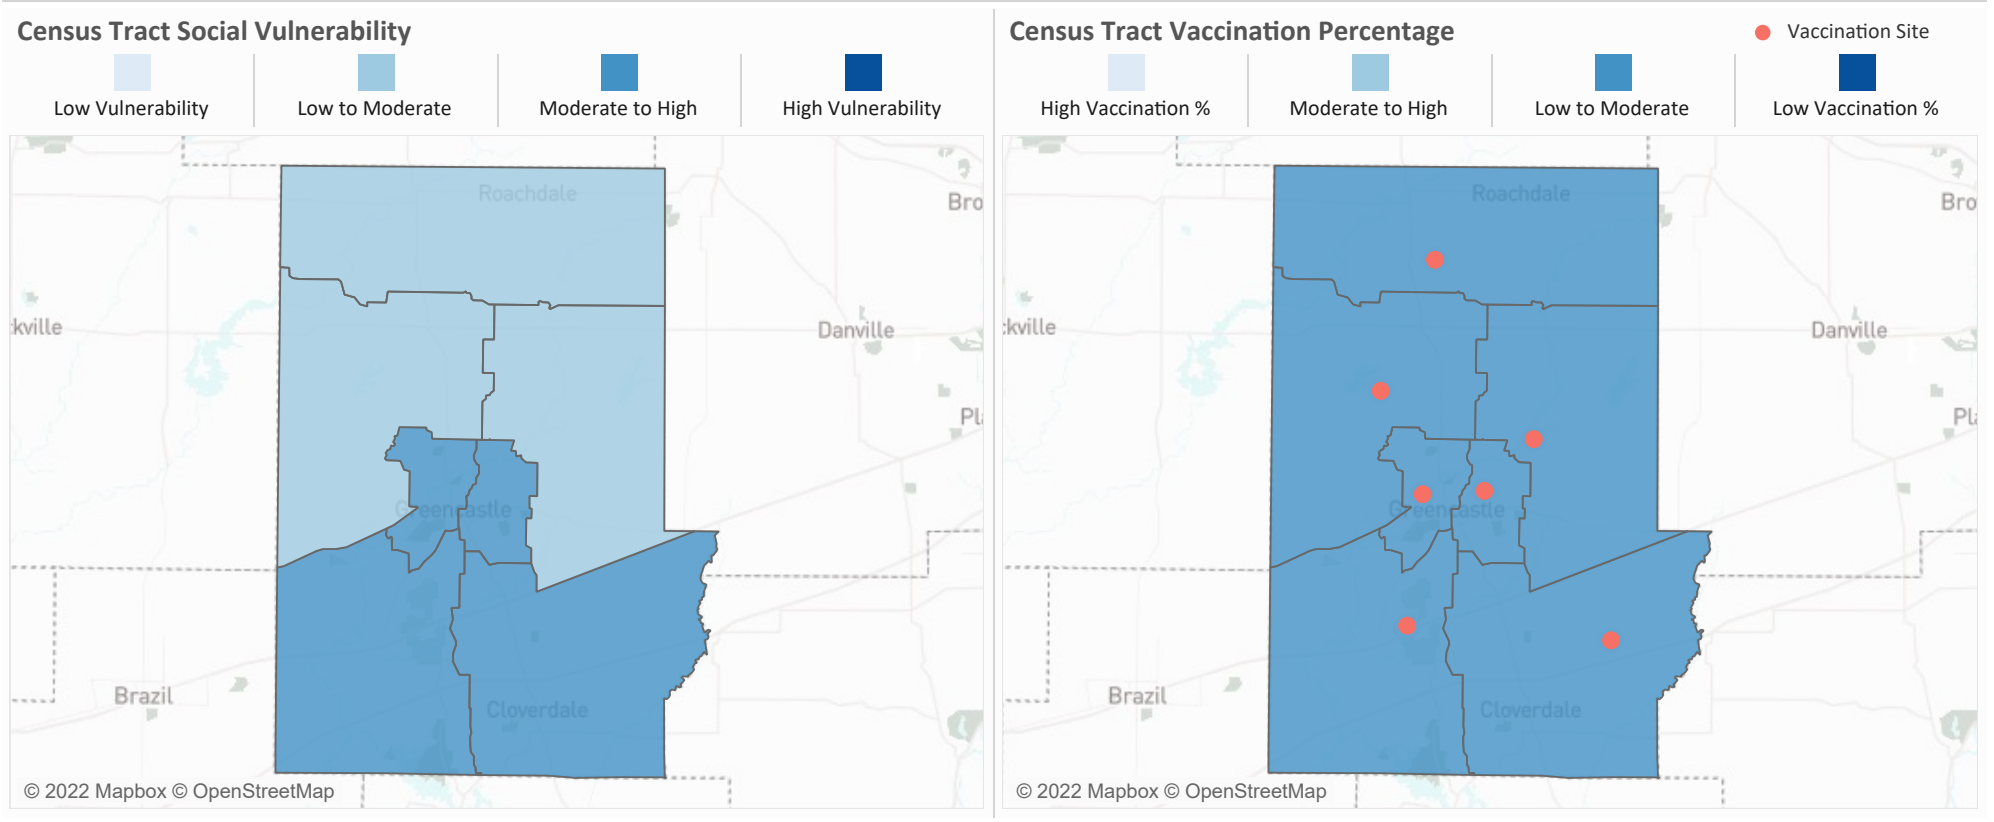 Census Tract Social Vulnerability
Low Vulnerability
Low to Moderate
Moderate to High
High Vulnerability
Roachdale
Bro
kville
Danville
Pla
Greencastle
Brazil
Cloverdale
© 2022 Mapbox © OpenStreetMap
Census Tract Vaccination Percentage
Vaccination Site
High Vaccination %
Moderate to High
Low to Moderate
Low Vaccination %
Roachdale
Bro
kville
Danville
Pla
Greencastle
Brazil
Cloverdale
© 2022 Mapbox © OpenStreetMap